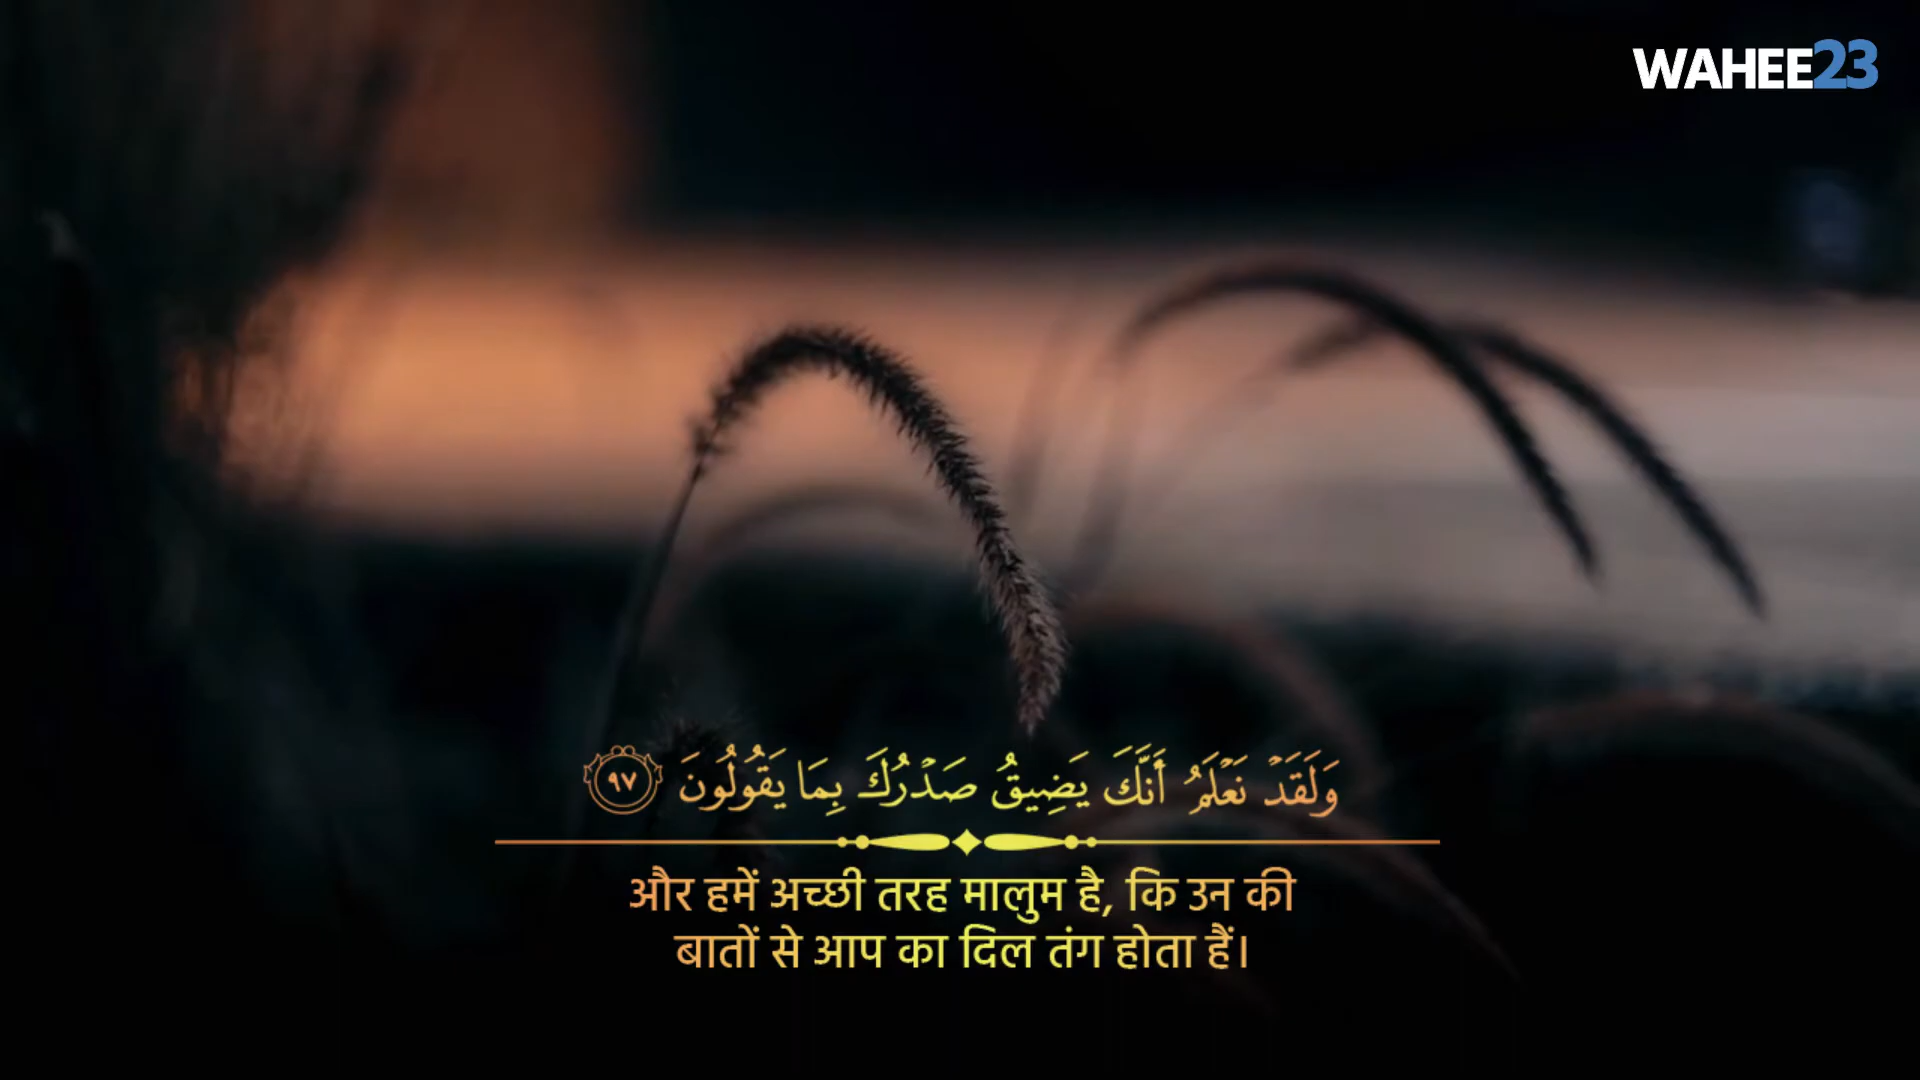 WAHEE23
وَلَقَدۡ نَعۡلَمُ أَنَّكَ يَضِيقُ صَدۡرُكَ بِمَا يَقُولُونَ ٩٧
और हमें अच्छी तरह मालुम है, कि उन की
बातों से आप का दिल तंग होता हैं।